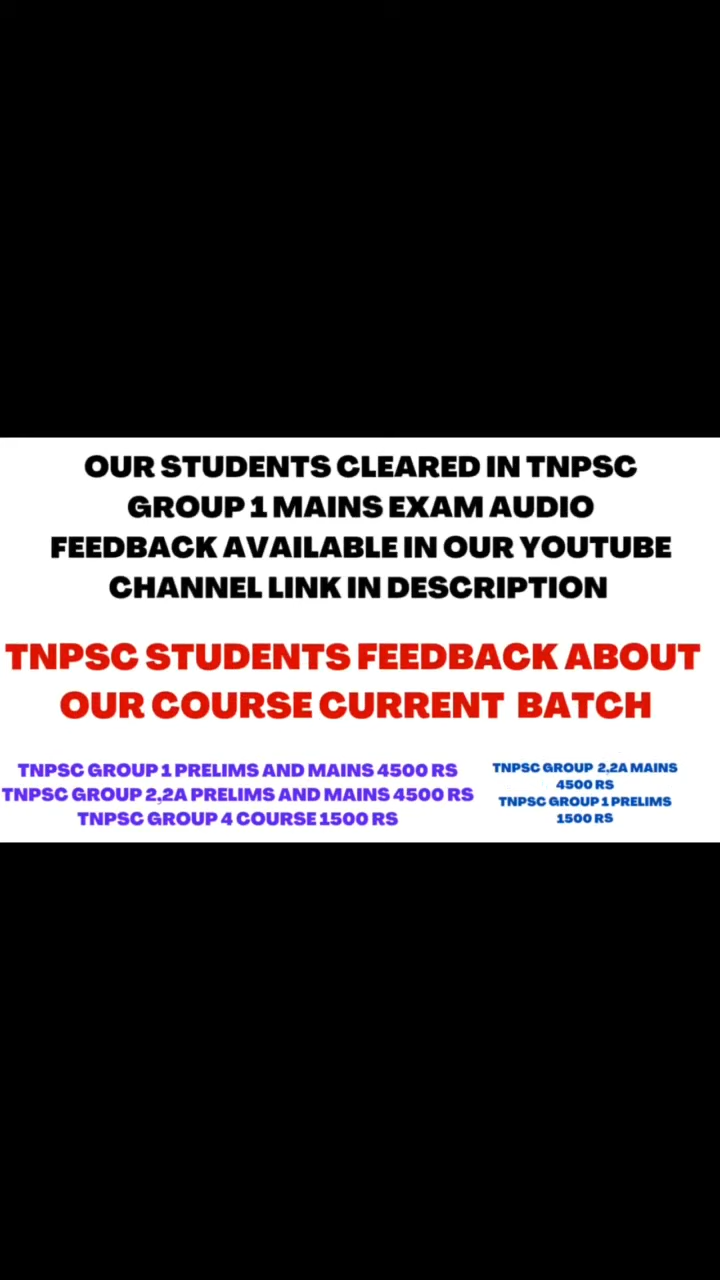 OUR STUDENTS CLEARED IN TNPSC
GROUP 1 MAINS EXAM AUDIO
FEEDBACK AVAILABLE IN OUR YOUTUBE
CHANNEL LINK IN DESCRIPTION
TNPSC STUDENTS FEEDBACK ABOUT
OUR COURSE CURRENT BATCH
TNPSC GROUP 1 PRELIMS AND MAINS 4500 RS
TNPSC GROUP 2,2A PRELIMS AND MAINS 4500 RS
TNPSC GROUP 4 COURSE 1500 RS
TNPSC GROUP 2,2A MAINS
4500 RS
TNPSC GROUP 1 PRELIMS
1500 RS